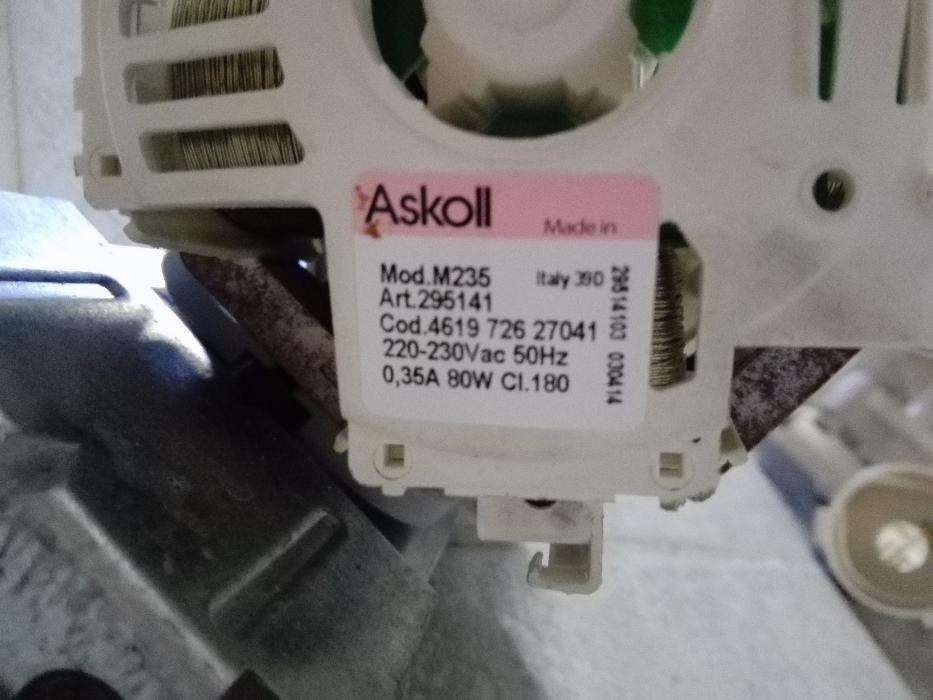 Askoll
Made in
Mod.M235
Italy 390
Art.295141
Cod.4619 726 27041
220-230Vac 50Hz
0,35A 80W Cl.180
29514103 030414